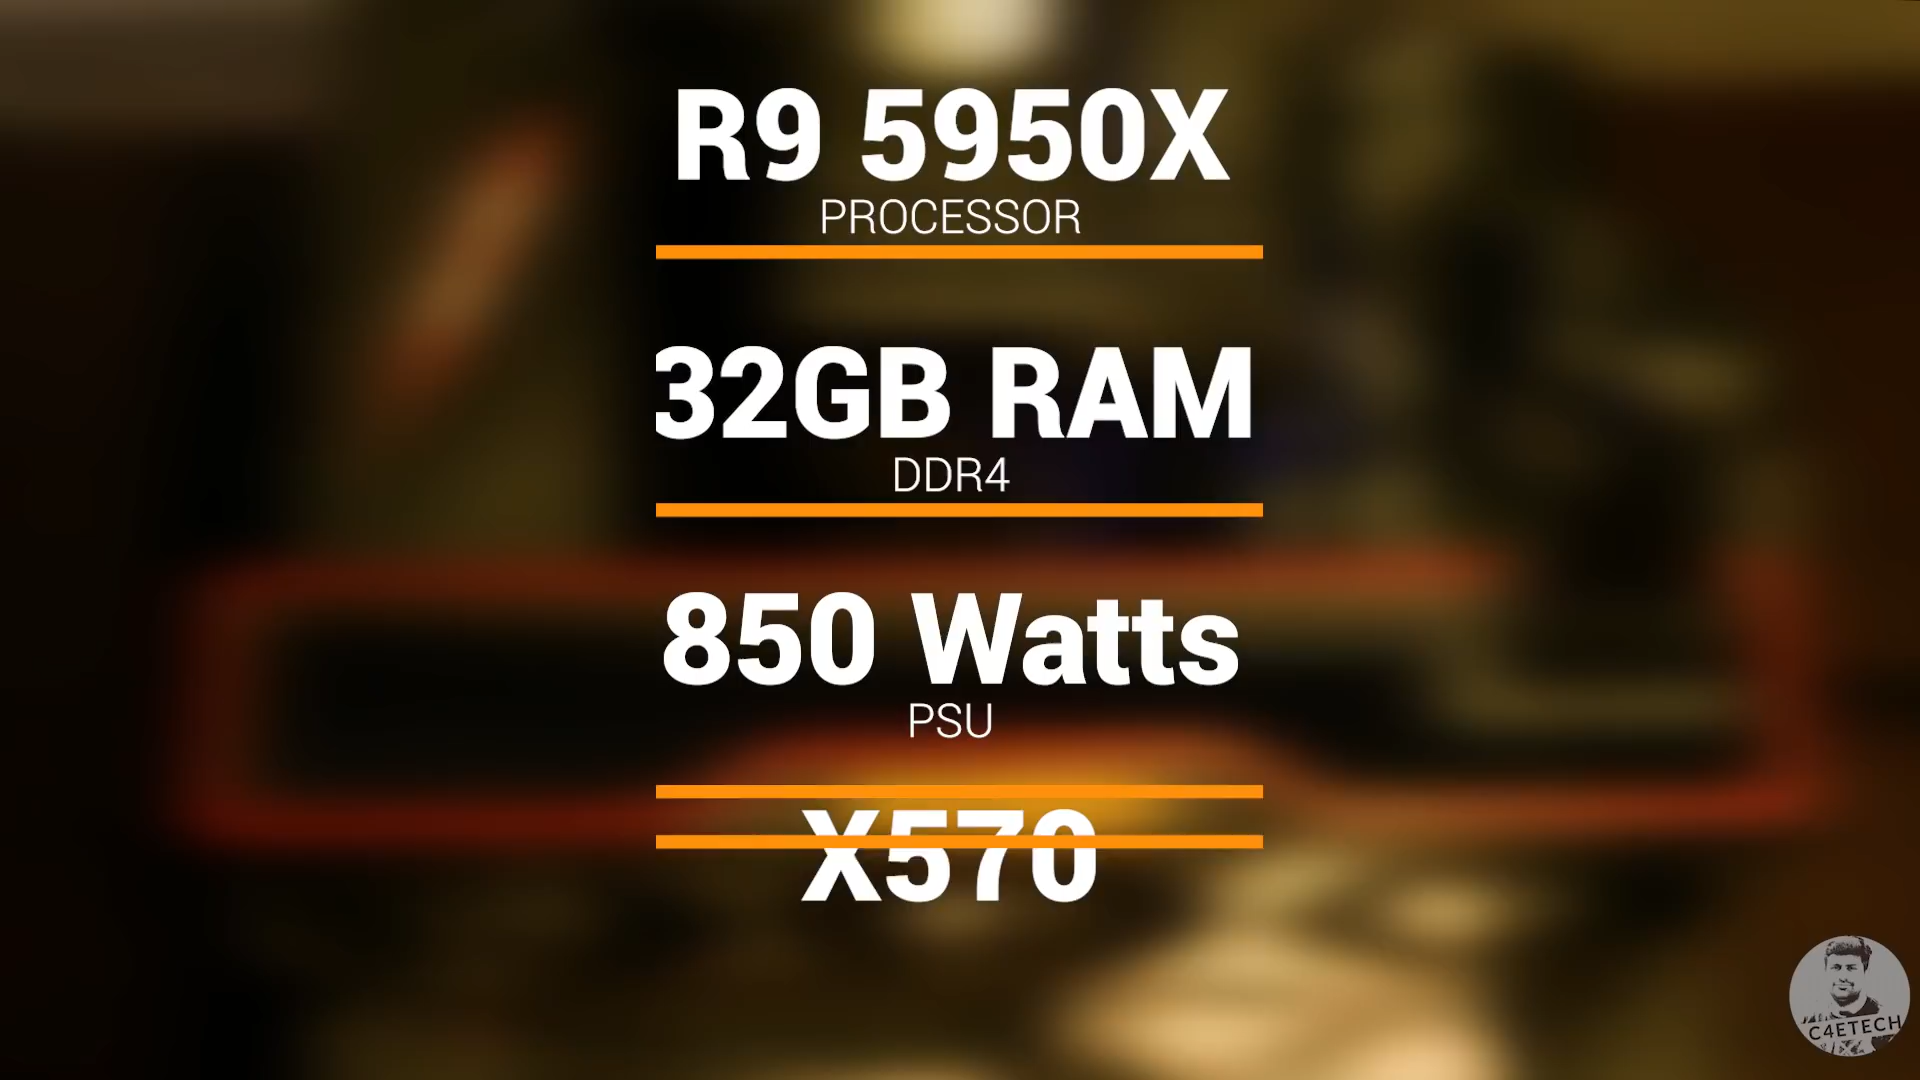 R9 5950X
PROCESSOR
32GB RAM
DDR4
850 Watts
PSU
X570
C4ETECH